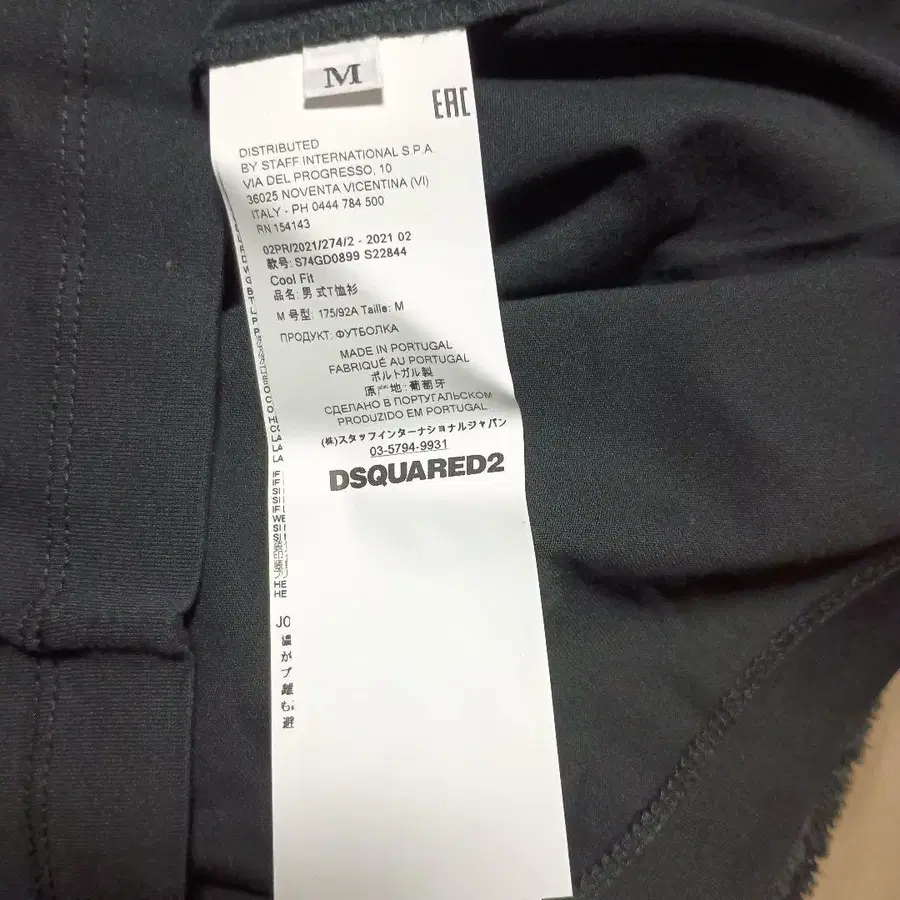 M
EAC
DISTRIBUTED
BY STAFF INTERNATIONAL S.P.A
VIA DEL PROGRESSO, 10
36025 NOVENTA VICENTINA (VI)
ITALY - PH 0444 784 500
RN 154143
02PR/2021/274/2 - 2021 02
款号: S74GD0899 S22844
Cool Fit
品名: 男式T恤衫
M 号型: 175/92A Taille: M
ПРОДУКТ: ФУТБОЛКА
MADE IN PORTUGAL
FABRIQUÉ AU PORTUGAL
ポルトガル製
原产地: 葡萄牙
СДЕЛАНО В ПОРТУГАЛЬСКОМ
PRODUZIDO EM PORTUGAL
(株)スタッフインターナショナルジャパン
03-5794-9931
DSQUARED2